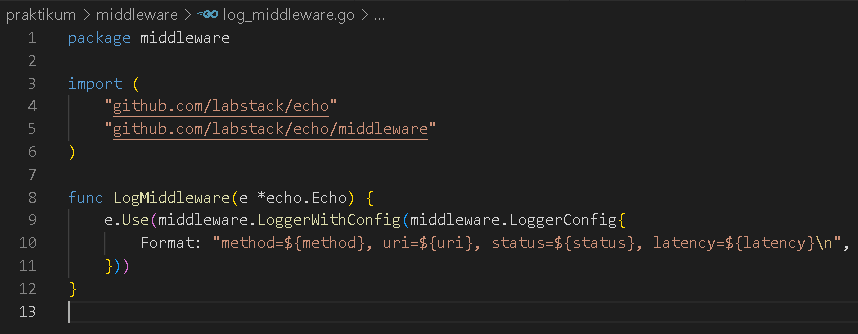 praktikum > middleware > log_middleware.go > ...
1 package middleware
2
3 import (
4 "github.com/labstack/echo"
5 "github.com/labstack/echo/middleware"
6 )
7
8 func LogMiddleware(e *echo.Echo) {
9 e.Use(middleware.LoggerWithConfig(middleware.LoggerConfig{
10 Format: "method=${method}, uri=${uri}, status=${status}, latency=${latency}\n",
11 }))
12 }
13